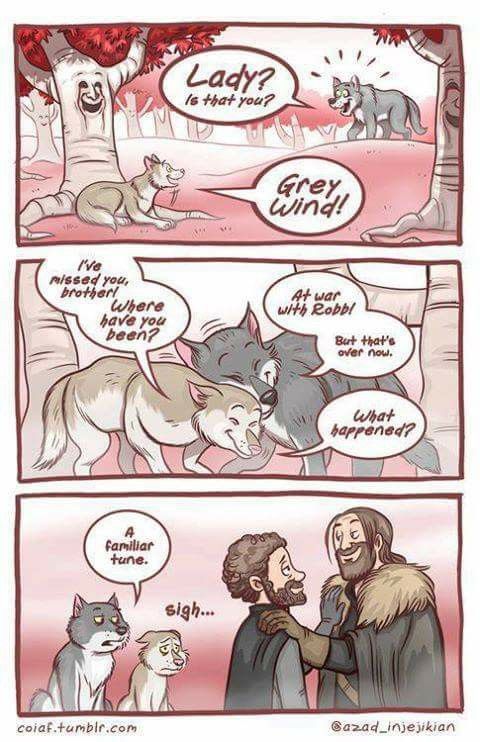 Lady?
Is that you?
Grey
Wind!
I've
missed you,
brother!
Where
have you
been?
At war
with Robb!
But that's
over now.
What
happened?
A
familiar
tune.
sigh...
coiaf.tumblr.com
@azad_injejikian